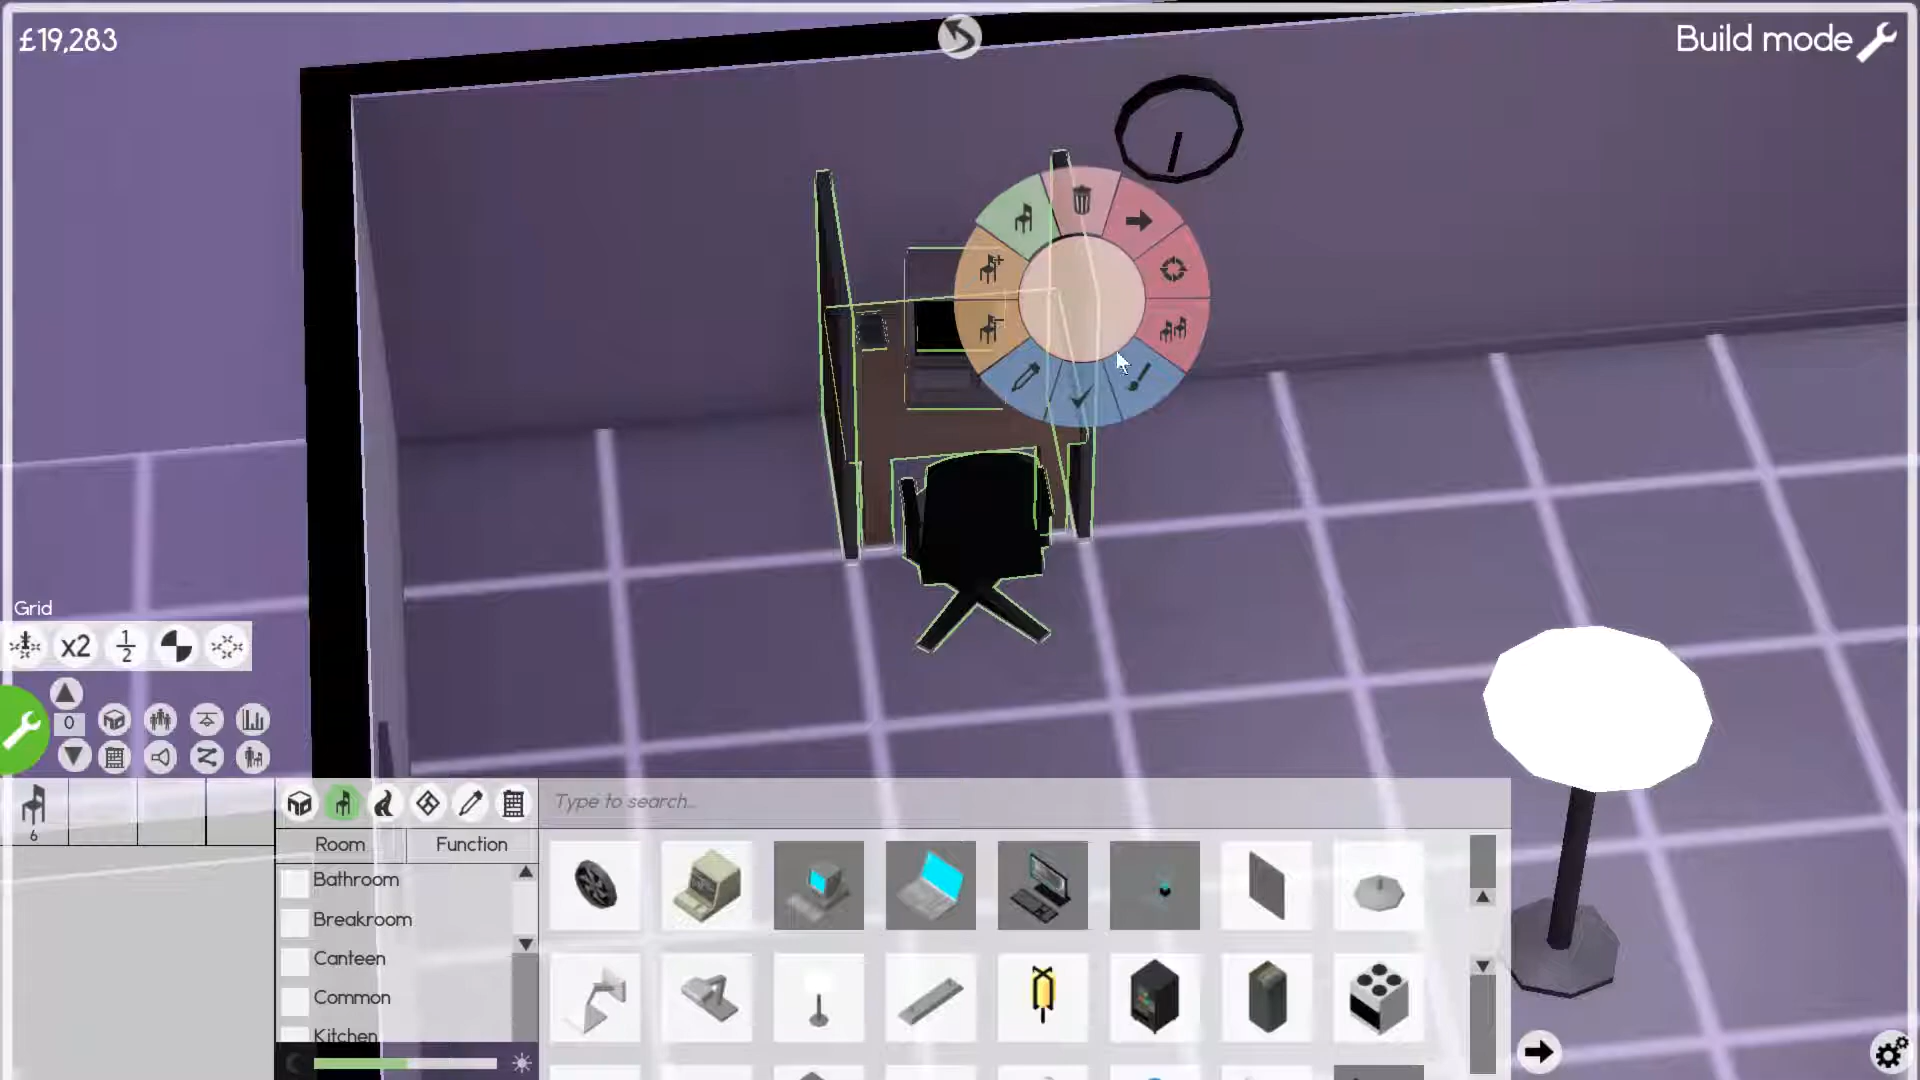 £19,283
Build mode
Grid
x2
1
2
0
6
Type to search...
Room
Function
Bathroom
Breakroom
Canteen
Common
Kitchen